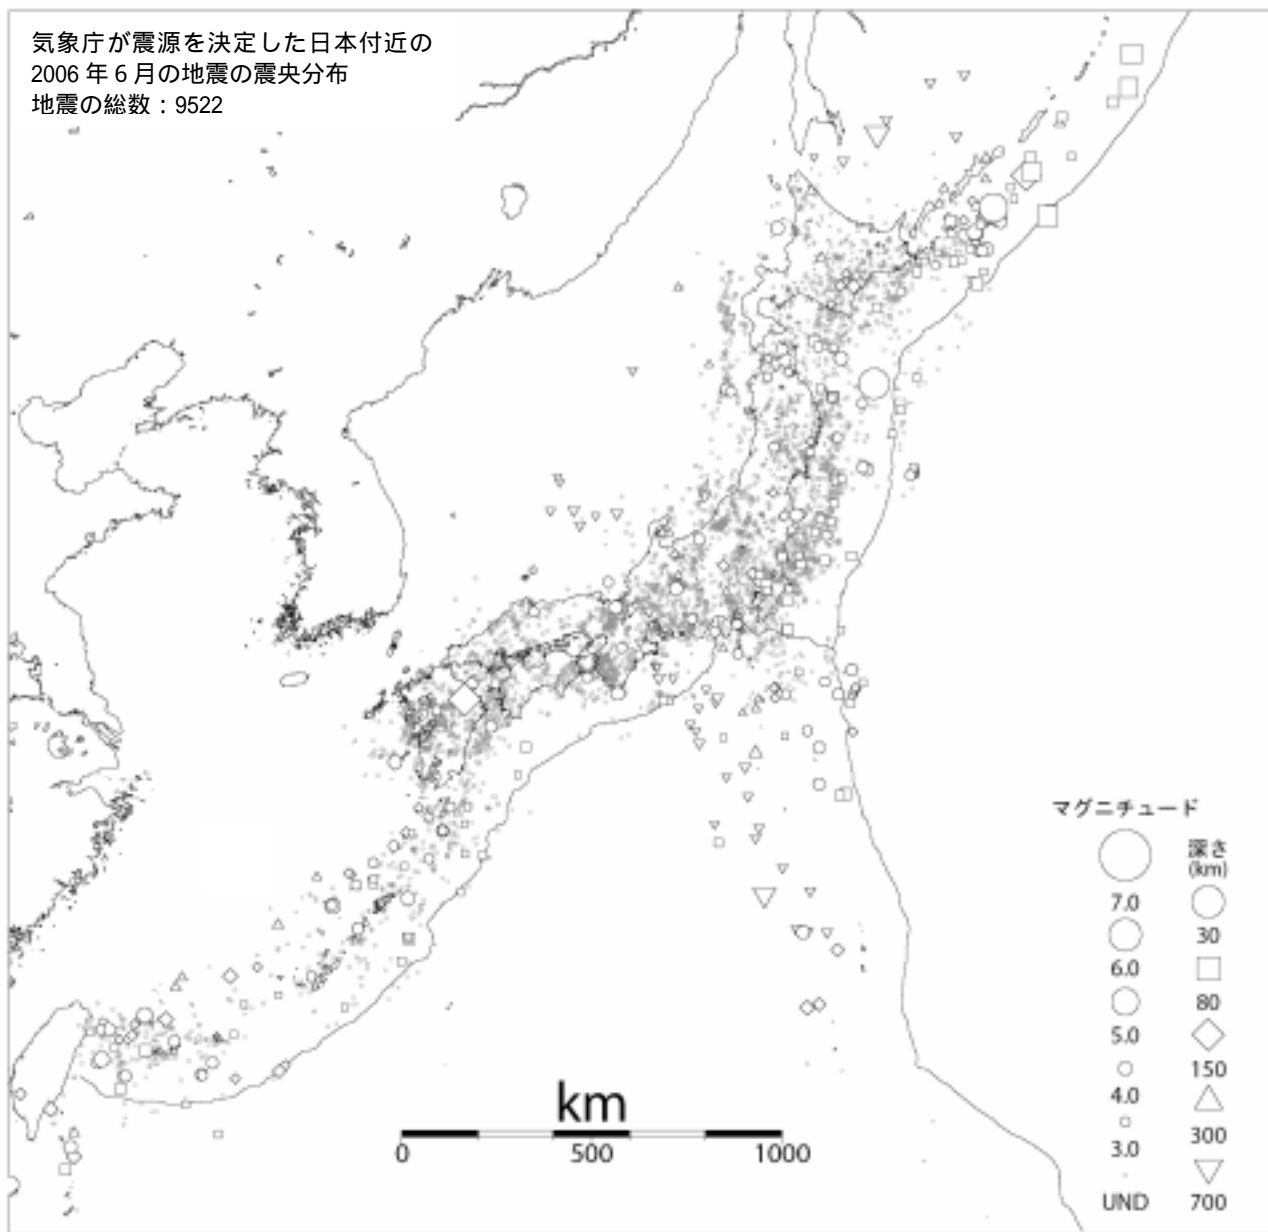 気象庁が震源を決定した日本付近の
2006 年 6 月の地震の震央分布
地震の総数：9522
マグニチュード
深さ
(km)
7.0
30
6.0
80
5.0
150
4.0
300
3.0
UND 700
km
0 500 1000